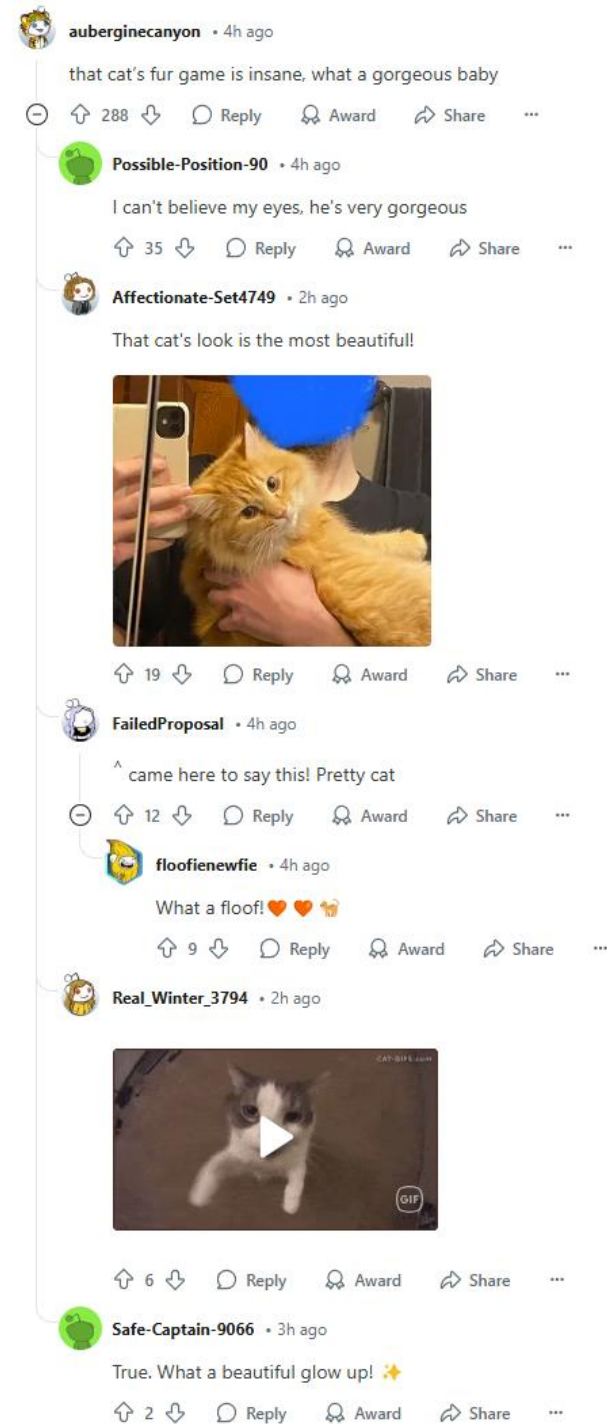 auberginecanyon • 4h ago
that cat's fur game is insane, what a gorgeous baby
288 Reply Award Share ...
Possible-Position-90 • 4h ago
I can't believe my eyes, he's very gorgeous
35 Reply Award Share ...
Affectionate-Set4749 • 2h ago
That cat's look is the most beautiful!
19 Reply Award Share ...
FailedProposal • 4h ago
^ came here to say this! Pretty cat
12 Reply Award Share ...
floofienewfie • 4h ago
What a floof!🧡 🧡 🐈
9 Reply Award Share ...
Real_Winter_3794 • 2h ago
CAT-GIFS.COM
GIF
6 Reply Award Share ...
Safe-Captain-9066 • 3h ago
True. What a beautiful glow up! ✨
2 Reply Award Share ...